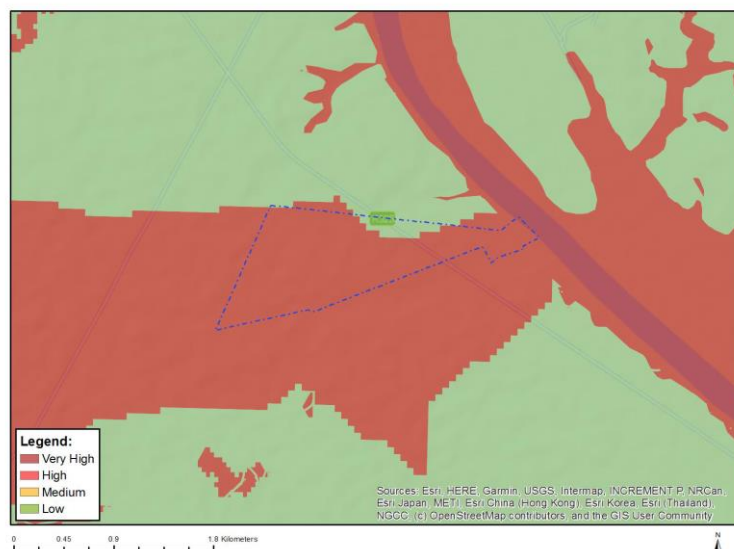 Legend:
Very High
High
Medium
Low
Sources: Esri, HERE, Garmin, USGS, Intermap, INCREMENT P, NRCan,
Esri Japan, METI, Esri China (Hong Kong), Esri Korea, Esri (Thailand),
NGCC, (c) OpenStreetMap contributors, and the GIS User Community
0 0.45 0.9 1.8 Kilometers
N